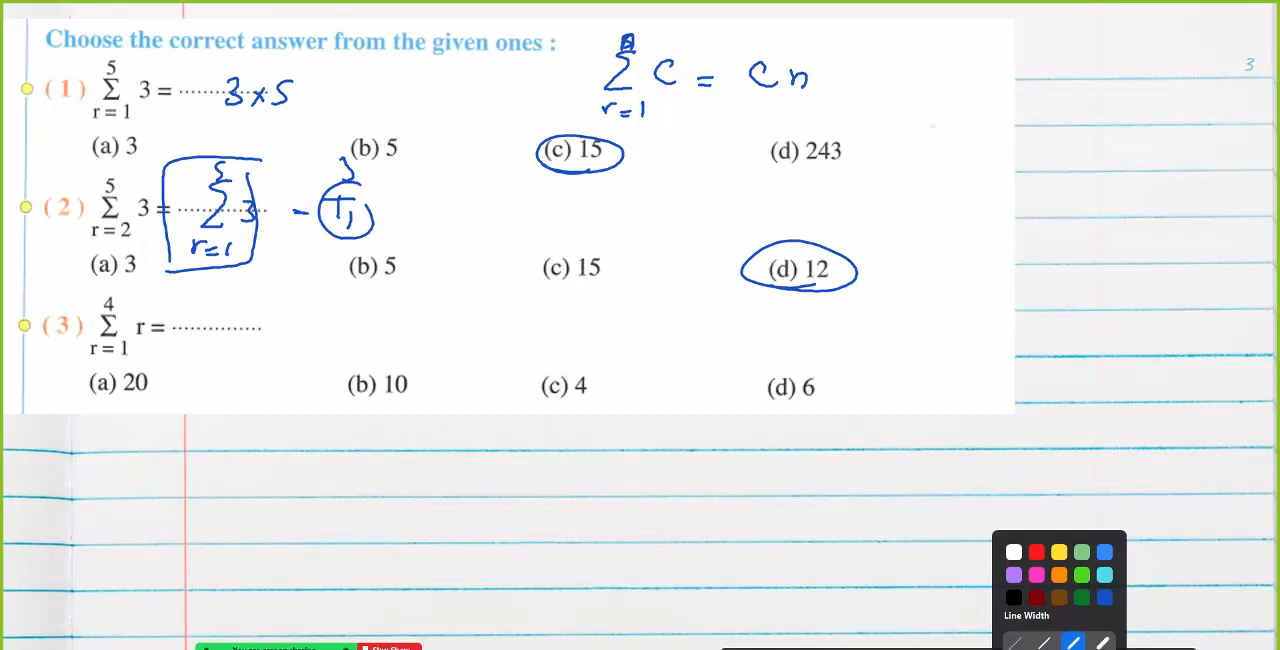 Choose the correct answer from the given ones :
3
( 1 ) 5 Σ r = 1 3 = .............. 3 × 5
Σ r=1 C = C n
(a) 3 (b) 5 (c) 15 (d) 243
( 2 ) 5 Σ r = 2 3 = .............. 5 Σ r=1 3 - T1 3
(a) 3 (b) 5 (c) 15 (d) 12
( 3 ) 4 Σ r = 1 r = ...............
(a) 20 (b) 10 (c) 4 (d) 6
Line Width